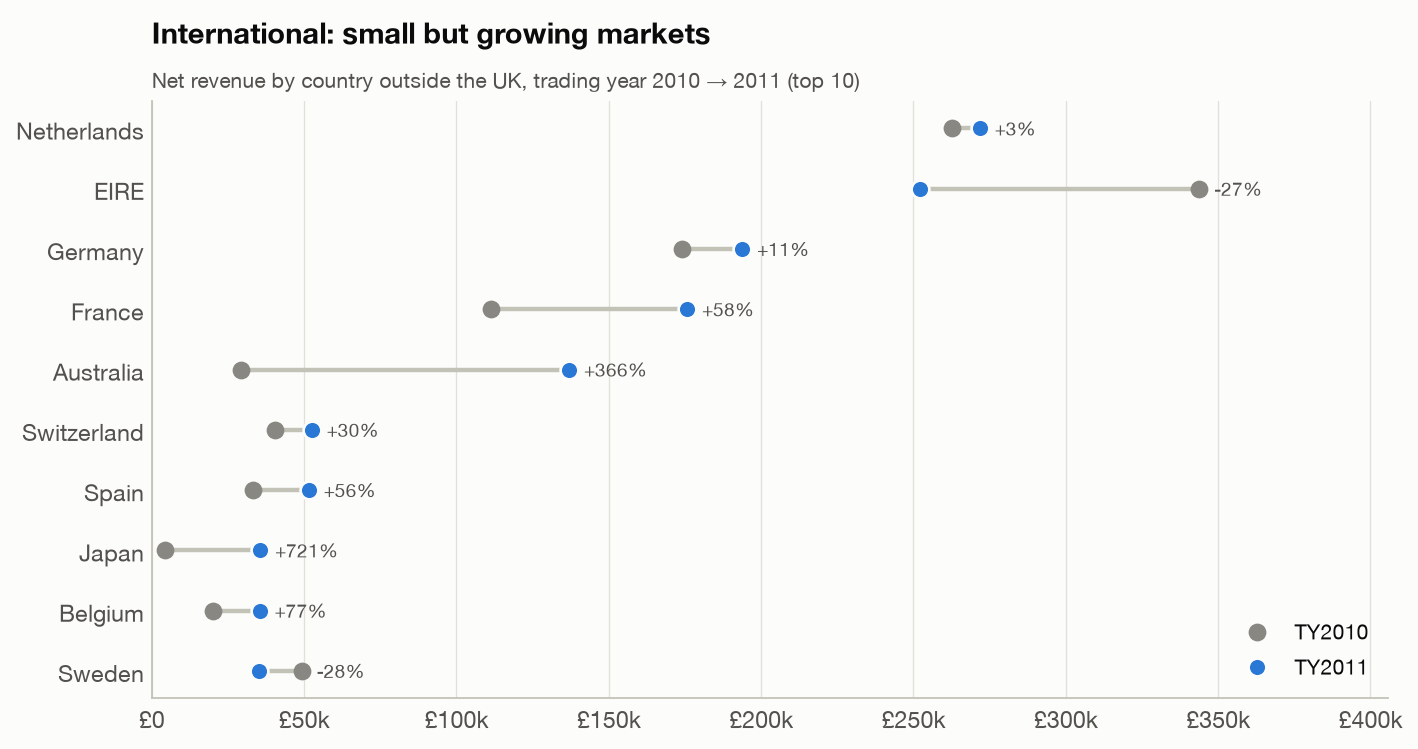 International: small but growing markets
Net revenue by country outside the UK, trading year 2010 → 2011 (top 10)
Netherlands
+3%
EIRE
-27%
Germany
+11%
France
+58%
Australia
+366%
Switzerland
+30%
Spain
+56%
Japan
+721%
Belgium
+77%
Sweden
-28%
TY2010
TY2011
£0 £50k £100k £150k £200k £250k £300k £350k £400k